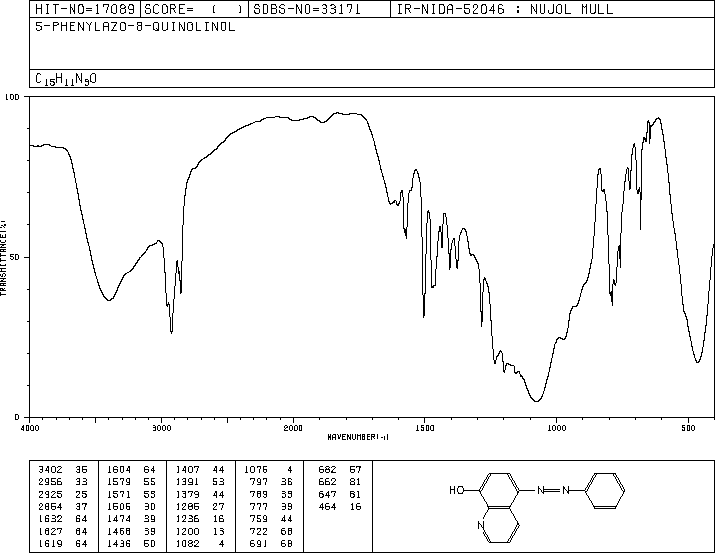 HIT-NO=17089 SCORE= ( ) SDBS-NO=33171 IR-NIDA-52046 : NUJOL MULL
5-PHENYLAZO-8-QUINOLINOL
C15H11N3O
100
50
0
TRANSMITTANCE(%)
4000 3000 2000 1500 1000 500
WAVENUMBER(-1)
3402 35 1604 64 1407 44 1075 4 682 57
2956 33 1579 55 1391 53 797 36 662 81
2925 25 1571 55 1379 44 789 33 647 81
2854 37 1505 30 1286 27 777 39 464 16
1632 64 1474 39 1236 16 759 44
1627 64 1468 39 1200 13 722 68
1619 64 1436 50 1082 4 691 68
HO N N
N